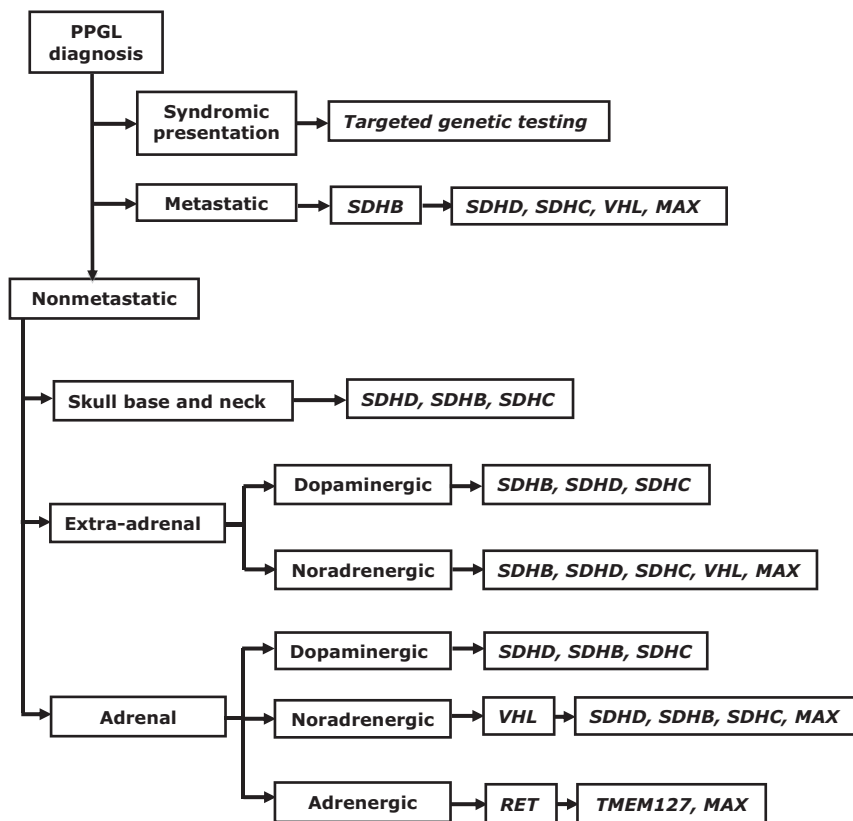 PPGL
diagnosis
Syndromic
presentation
Targeted genetic testing
Metastatic
SDHB
SDHD, SDHC, VHL, MAX
Nonmetastatic
Skull base and neck
SDHD, SDHB, SDHC
Extra-adrenal
Dopaminergic
SDHB, SDHD, SDHC
Noradrenergic
SDHB, SDHD, SDHC, VHL, MAX
Adrenal
Dopaminergic
SDHD, SDHB, SDHC
Noradrenergic
VHL
SDHD, SDHB, SDHC, MAX
Adrenergic
RET
TMEM127, MAX